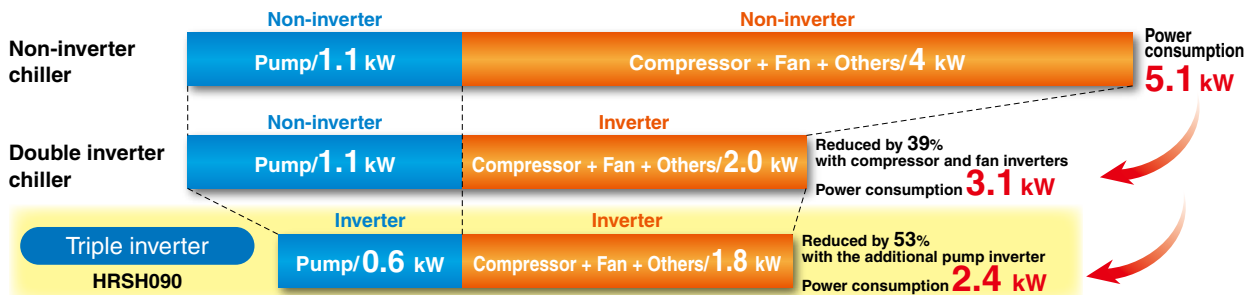 Non-inverter Non-inverter
Non-inverter
chiller
Pump/1.1 kW Compressor + Fan + Others/4 kW
Power
consumption
5.1 kW
Non-inverter Inverter
Double inverter
chiller
Pump/1.1 kW Compressor + Fan + Others/2.0 kW
Reduced by 39%
with compressor and fan inverters
Power consumption 3.1 kW
Inverter Inverter
Triple inverter
HRSH090
Pump/0.6 kW Compressor + Fan + Others/1.8 kW
Reduced by 53%
with the additional pump inverter
Power consumption 2.4 kW